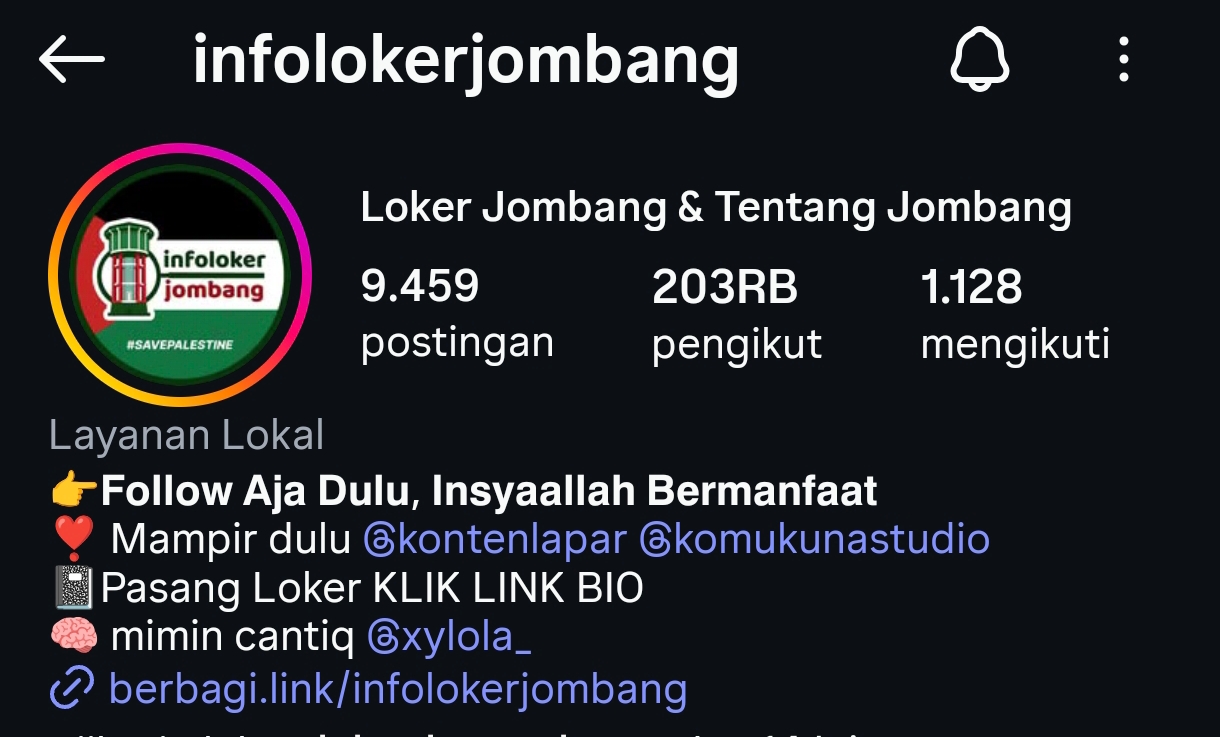 infolokerjombang
infoloker
jombang
#SAVEPALESTINE
Loker Jombang & Tentang Jombang
9.459 203RB 1.128
postingan pengikut mengikuti
Layanan Lokal
👉Follow Aja Dulu, Insyaallah Bermanfaat
❣️ Mampir dulu @kontenlapar @komukunastudio
📓Pasang Loker KLIK LINK BIO
🧠 mimin cantiq @xylola_
berbagi.link/infolokerjombang